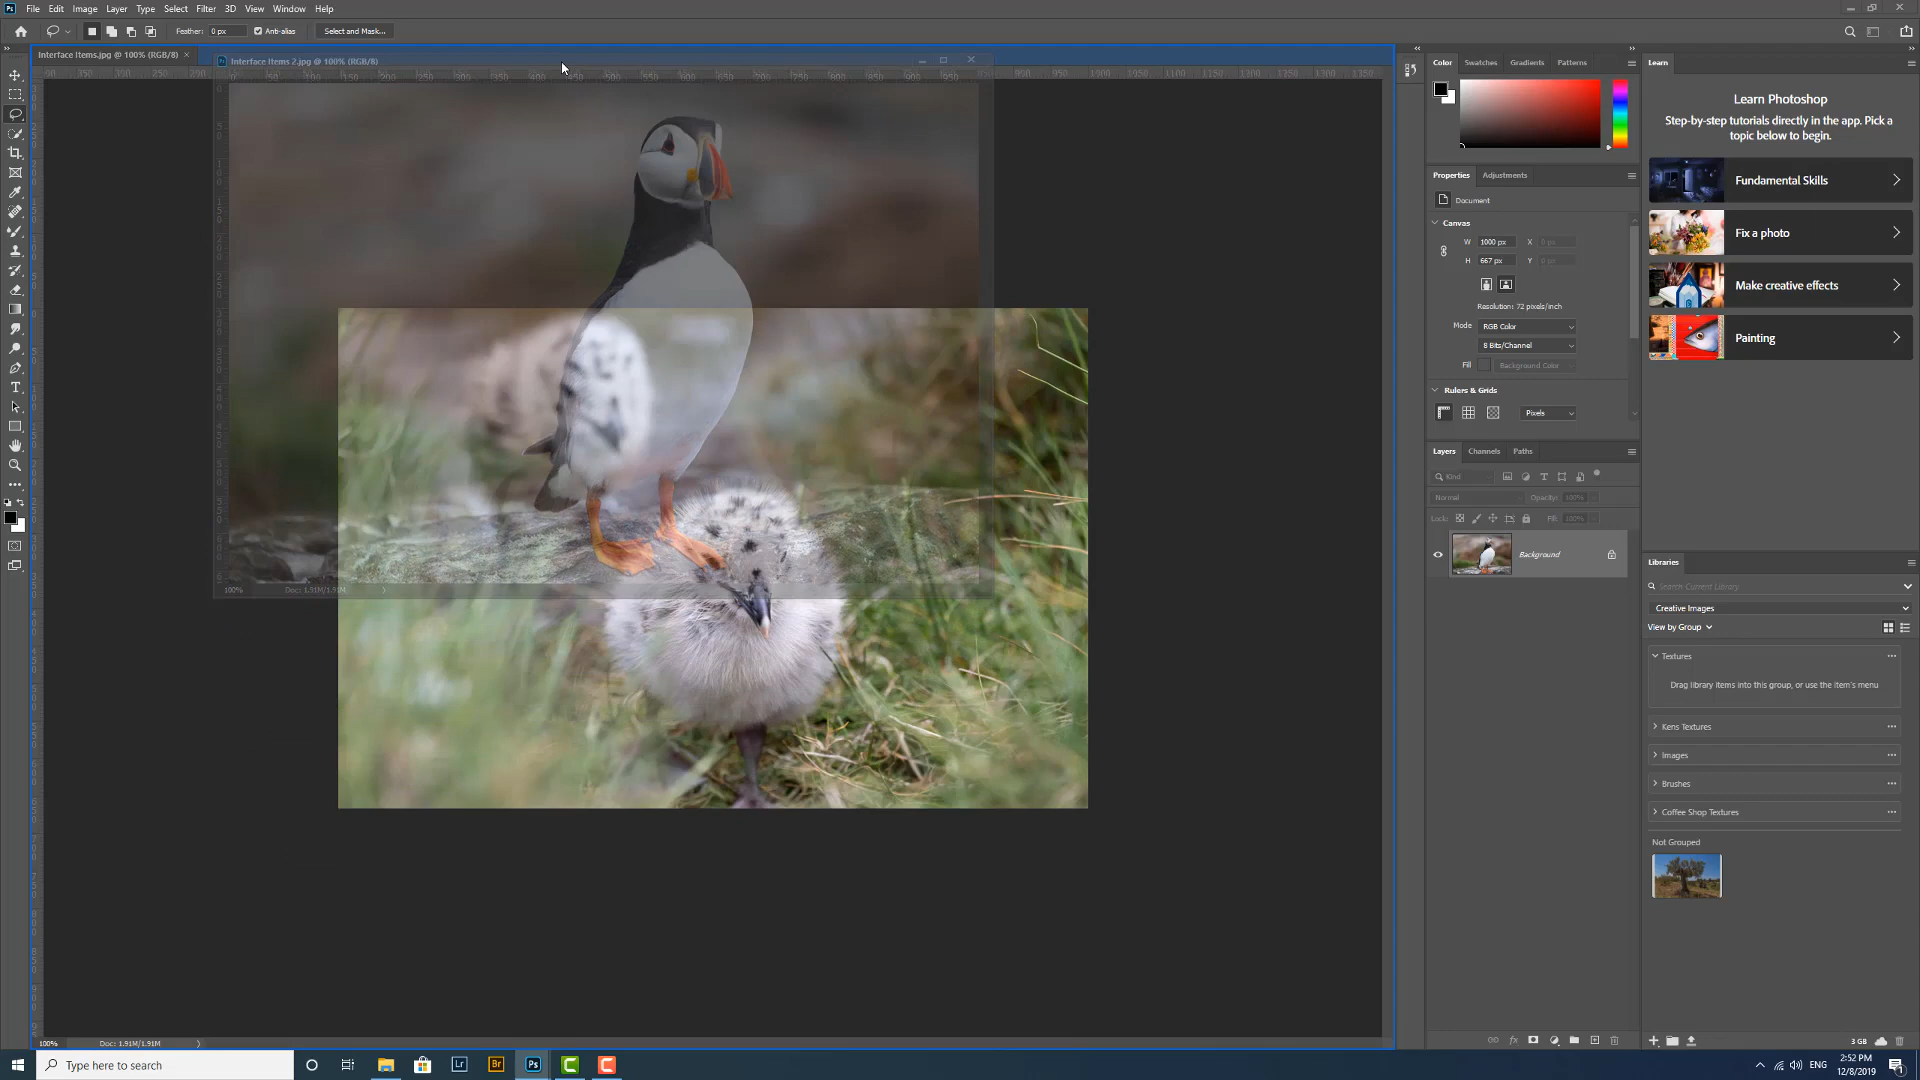 Ps File Edit Image Layer Type Select Filter 3D View Window Help
Feather: 0 px Anti-alias Select and Mask...
Interface Items.jpg @ 100% (RGB/8) ×
Interface Items 2.jpg @ 100% (RGB/8)
100% Doc: 1.91M/1.91M
100% Doc: 1.91M/1.91M
Color Swatches Gradients Patterns
Properties Adjustments
Document
Canvas
W 1000 px X 0 px
H 667 px Y 0 px
Resolution: 72 pixels/inch
Mode RGB Color
8 Bits/Channel
Fill Background Color
Rulers & Grids
Pixels
Layers Channels Paths
Kind
Normal Opacity: 100%
Lock: Fill: 100%
Background
fx
Learn
Learn Photoshop
Step-by-step tutorials directly in the app. Pick a
topic below to begin.
Fundamental Skills
Fix a photo
Make creative effects
Painting
Libraries
Search Current Library
Creative Images
View by Group
Textures
Drag library items into this group, or use the item's menu
Kens Textures
Images
Brushes
Coffee Shop Textures
Not Grouped
3 GB
Type here to search
Lr Br Ps
ENG
2:52 PM
12/8/2019